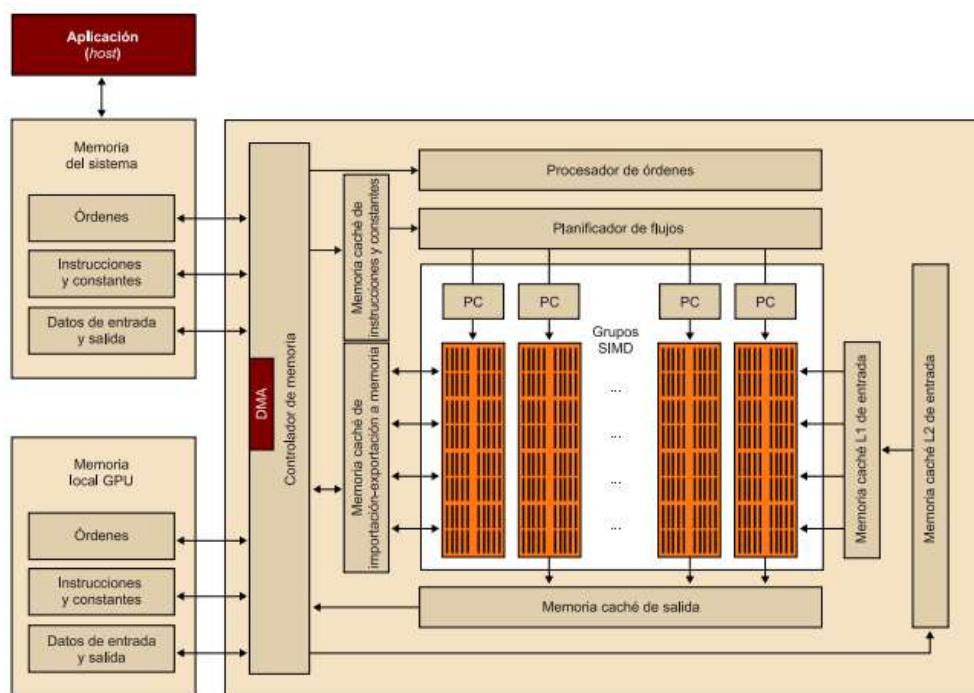 Aplicación
(host)
Memoria
del sistema
Órdenes
Instrucciones
y constantes
Datos de entrada
y salida
Memoria
local GPU
Órdenes
Instrucciones
y constantes
Datos de entrada
y salida
DMA
Controlador de memoria
Memoria caché de
instrucciones y constantes
Memoria caché de
importación-exportación a memoria
Procesador de órdenes
Planificador de flujos
PC
PC
PC
PC
Grupos
SIMD
...
...
...
...
Memoria caché de salida
Memoria caché L1 de entrada
Memoria caché L2 de entrada